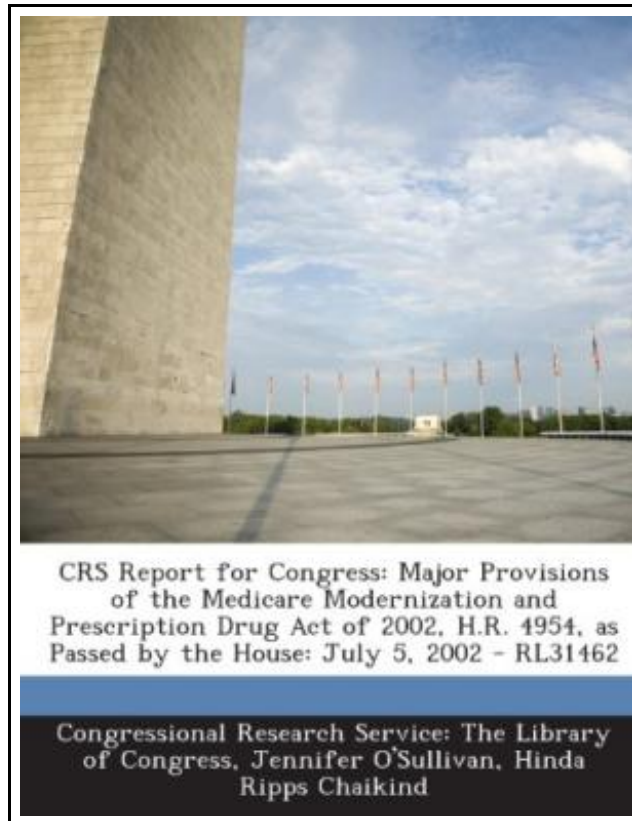 CRS Report for Congress: Major Provisions
of the Medicare Modernization and
Prescription Drug Act of 2002, H.R. 4954, as
Passed by the House: July 5, 2002 - RL31462
Congressional Research Service: The Library
of Congress, Jennifer O'Sullivan, Hinda
Ripps Chaikind